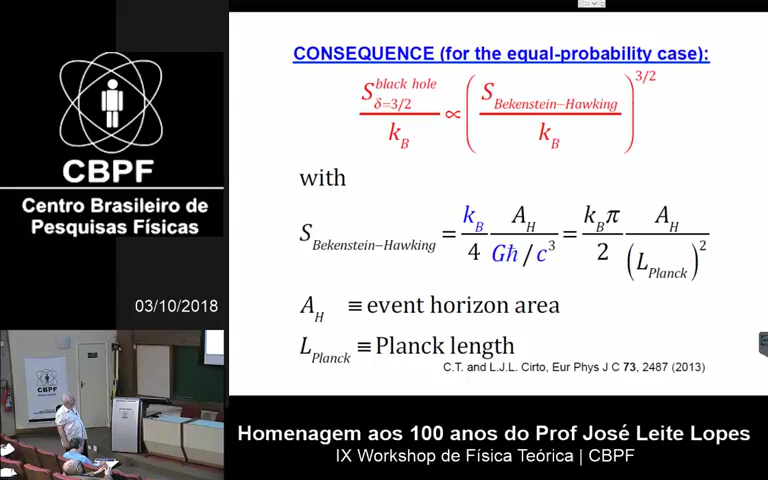 CBPF
Centro Brasileiro de
Pesquisas Físicas
03/10/2018
CBPF
CONSEQUENCE (for the equal-probability case):
S_{δ=3/2}^{black hole} / k_B ∝ (S_{Bekenstein−Hawking} / k_B)^{3/2}
with
S_{Bekenstein−Hawking} = k_B/4 A_H/(Għ/c^3) = k_Bπ/2 A_H/(L_{Planck})^2
A_H ≡ event horizon area
L_{Planck} ≡ Planck length
C.T. and L.J.L. Cirto, Eur Phys J C 73, 2487 (2013)
Homenagem aos 100 anos do Prof José Leite Lopes
IX Workshop de Física Teórica | CBPF